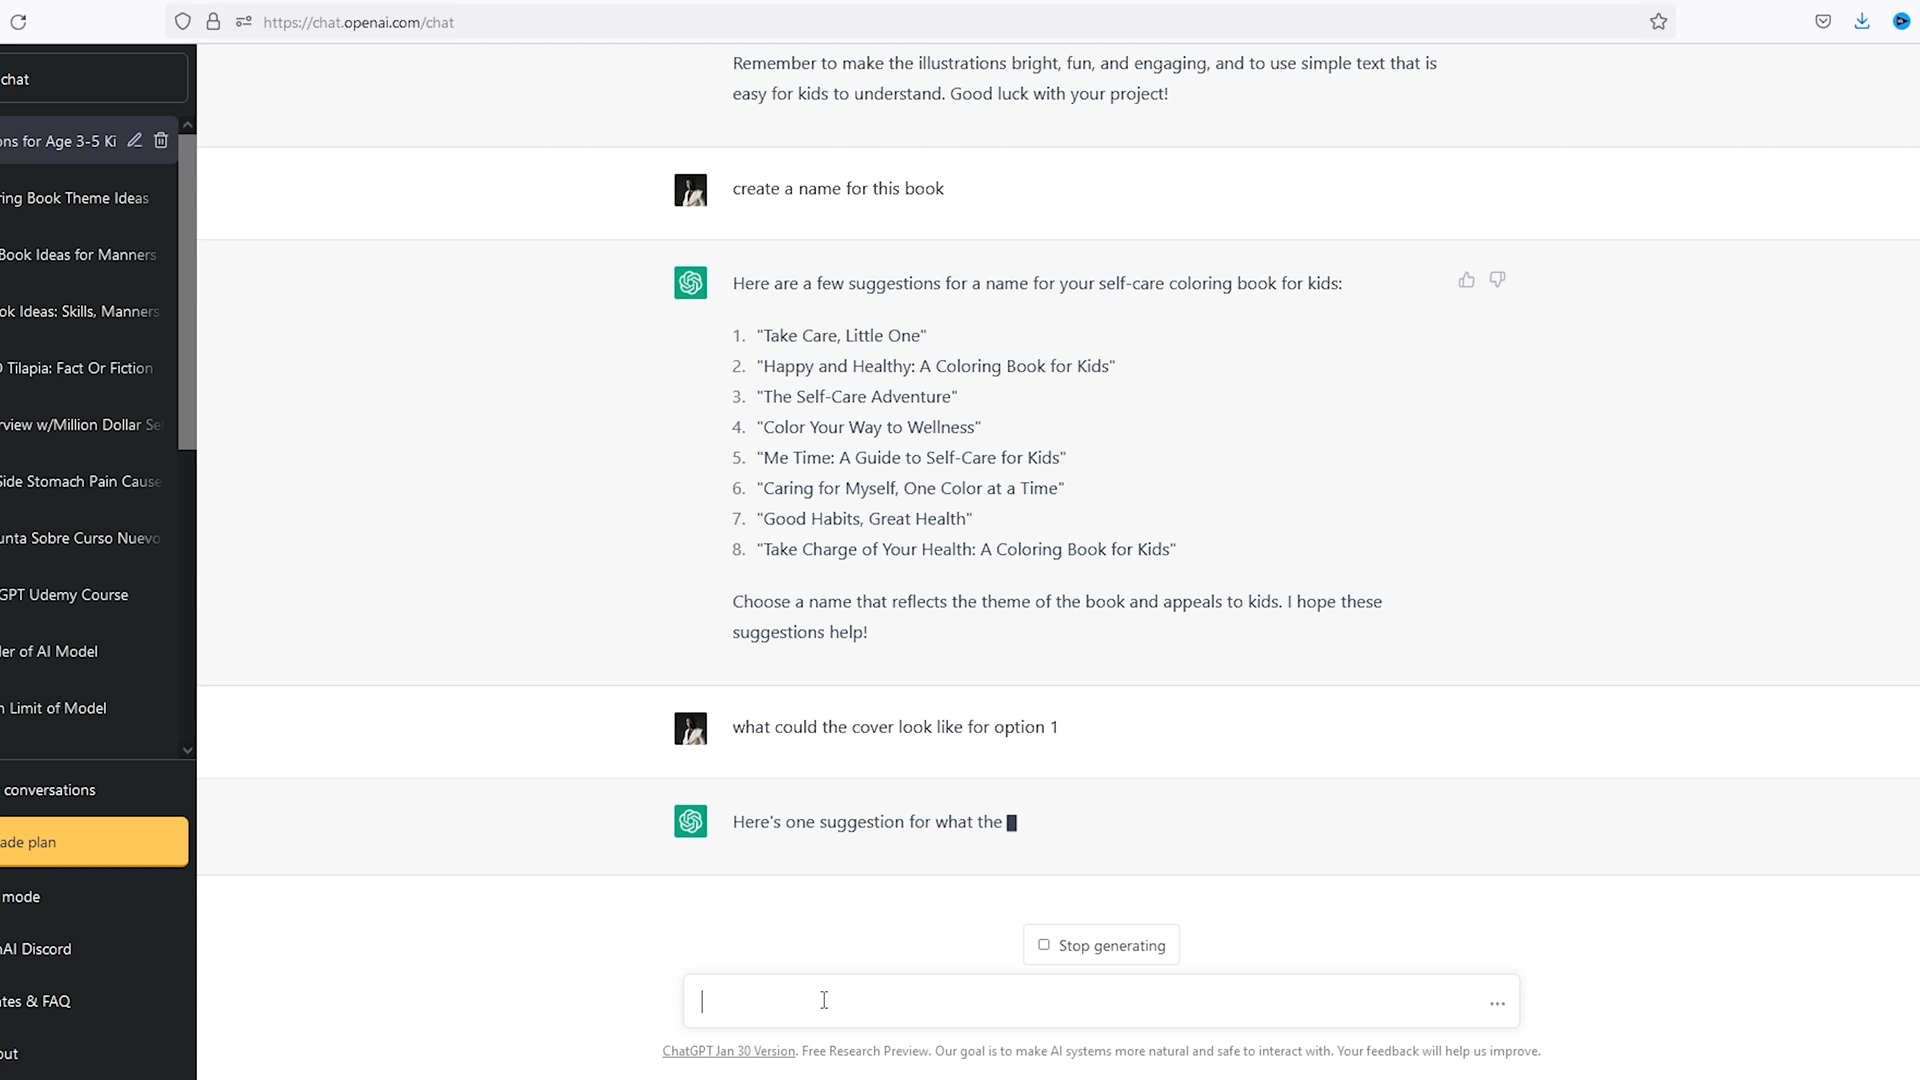 https://chat.openai.com/chat
chat
ons for Age 3-5 Ki
ring Book Theme Ideas
Book Ideas for Manners
ok Ideas: Skills, Manners
Tilapia: Fact Or Fiction
rview w/Million Dollar Se
Side Stomach Pain Cause
unta Sobre Curso Nuevo
GPT Udemy Course
der of AI Model
n Limit of Model
conversations
ade plan
mode
nAI Discord
ates & FAQ
out
Remember to make the illustrations bright, fun, and engaging, and to use simple text that is
easy for kids to understand. Good luck with your project!
create a name for this book
Here are a few suggestions for a name for your self-care coloring book for kids:
1. "Take Care, Little One"
2. "Happy and Healthy: A Coloring Book for Kids"
3. "The Self-Care Adventure"
4. "Color Your Way to Wellness"
5. "Me Time: A Guide to Self-Care for Kids"
6. "Caring for Myself, One Color at a Time"
7. "Good Habits, Great Health"
8. "Take Charge of Your Health: A Coloring Book for Kids"
Choose a name that reflects the theme of the book and appeals to kids. I hope these
suggestions help!
what could the cover look like for option 1
Here's one suggestion for what the
Stop generating
ChatGPT Jan 30 Version. Free Research Preview. Our goal is to make AI systems more natural and safe to interact with. Your feedback will help us improve.